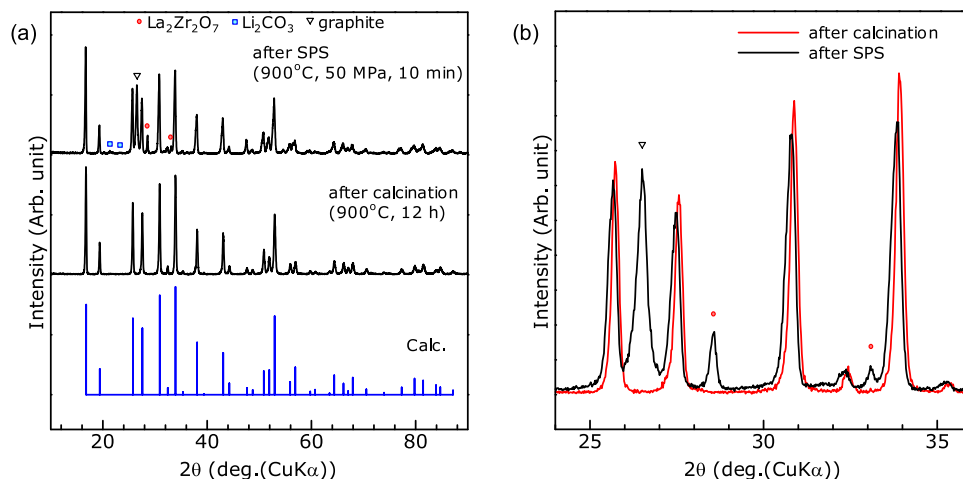 (a)
La₂Zr₂O₇ Li₂CO₃ graphite
after SPS
(900°C, 50 MPa, 10 min)
after calcination
(900°C, 12 h)
Calc.
Intensity (Arb. unit)
20 40 60 80
2θ (deg.(CuKα))
(b)
after calcination
after SPS
Intensity (Arb. unit)
25 30 35
2θ (deg.(CuKα))